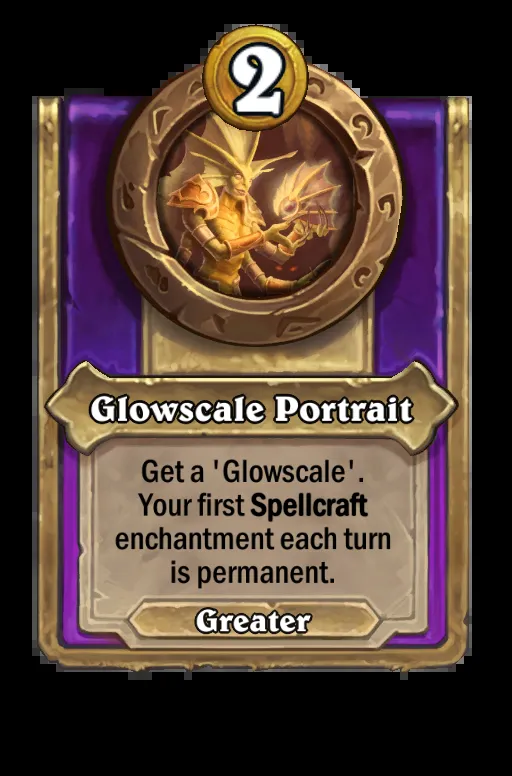 2
Glowscale Portrait
Get a 'Glowscale'.
Your first Spellcraft
enchantment each turn
is permanent.
Greater